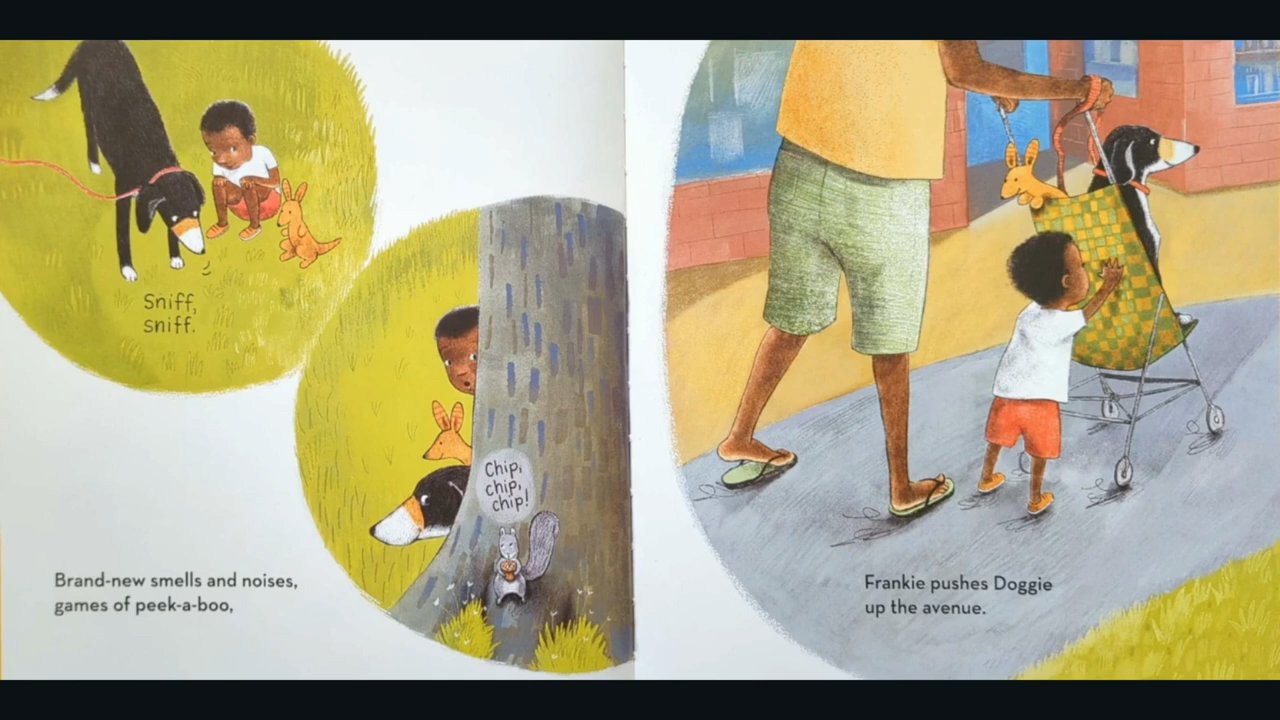 Sniff,
sniff.
Chip,
chip,
chip!
Brand-new smells and noises,
games of peek-a-boo,
Frankie pushes Doggie
up the avenue.